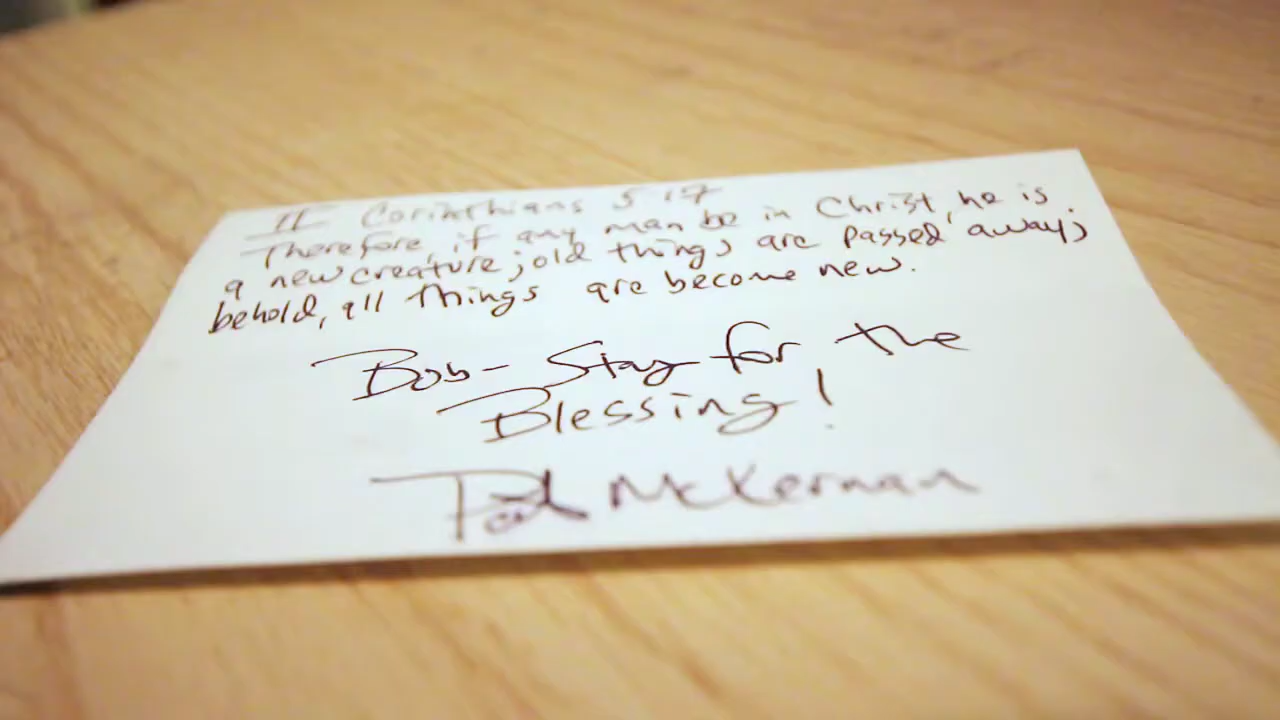 II Corinthians 5 17
Therefore, if any man be in Christ, he is
a new creature; old things are passed away;
behold, all things are become new.
Bob- Stay for the
Blessing!
Pat McKernan